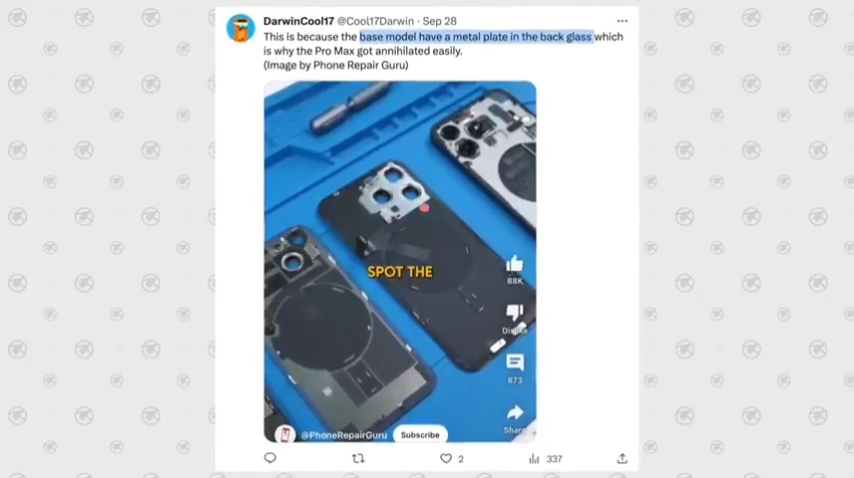 DarwinCool17 @Cool17Darwin · Sep 28
This is because the base model have a metal plate in the back glass which
is why the Pro Max got annihilated easily.
(Image by Phone Repair Guru)
SPOT THE
88K
Dislike
873
Share
@PhoneRepairGuru Subscribe
2 337